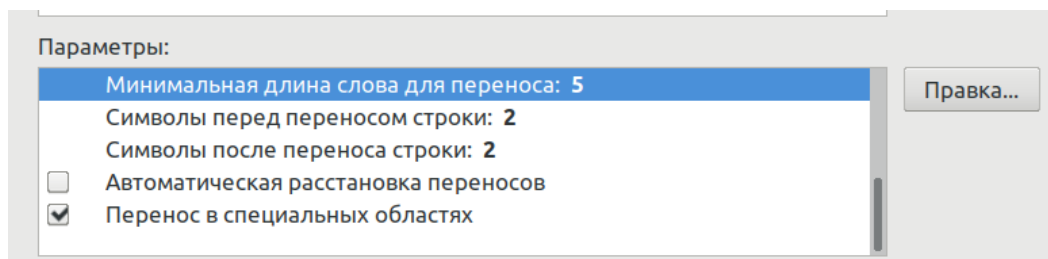 Параметры:
Минимальная длина слова для переноса: 5
Правка...
Символы перед переносом строки: 2
Символы после переноса строки: 2
Автоматическая расстановка переносов
Перенос в специальных областях